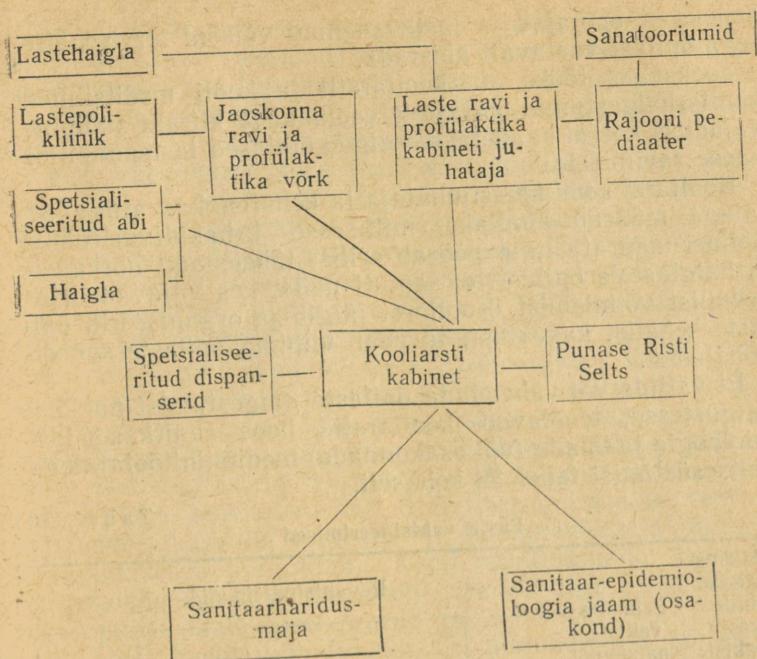 Lastehaigla
Sanatooriumid
Lastepoli-
kliinik
Jaoskonna
ravi ja
profülak-
tika võrk
Laste ravi ja
profülaktika
kabineti ju-
hataja
Rajooni pe-
diaater
Spetsiali-
seeritud abi
Haigla
Spetsialisee-
ritud dispan-
serid
Kooliarsti
kabinet
Punase Risti
Selts
Sanitaarharidus-
maja
Sanitaar-epidemio-
loogia jaam (osa-
kond)